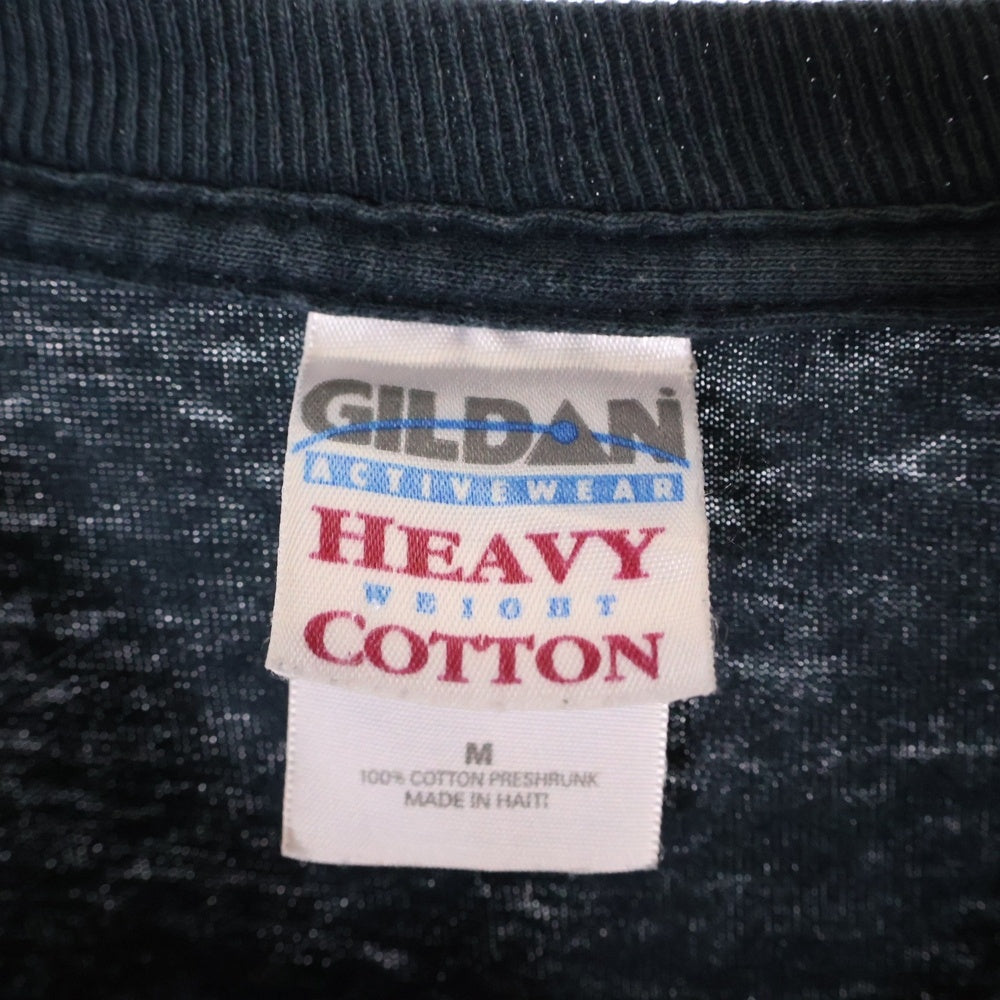 GILDAN
ACTIVEWEAR
HEAVY
WEIGHT
COTTON
M
100% COTTON PRESHRUNK
MADE IN HAITI